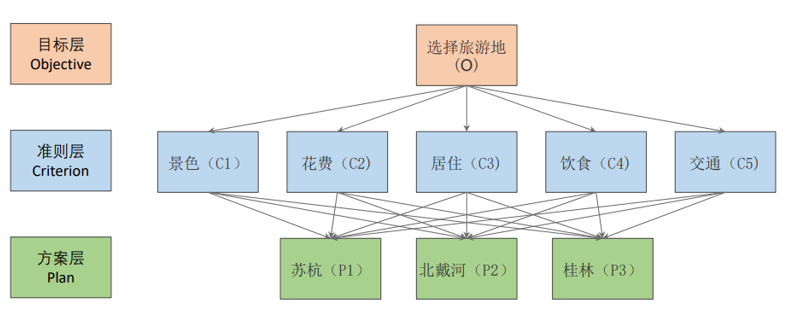 目标层
Objective
选择旅游地
(O)
准则层
Criterion
景色（C1）
花费（C2)
居住（C3)
饮食（C4)
交通（C5)
方案层
Plan
苏杭（P1）
北戴河（P2）
桂林（P3）